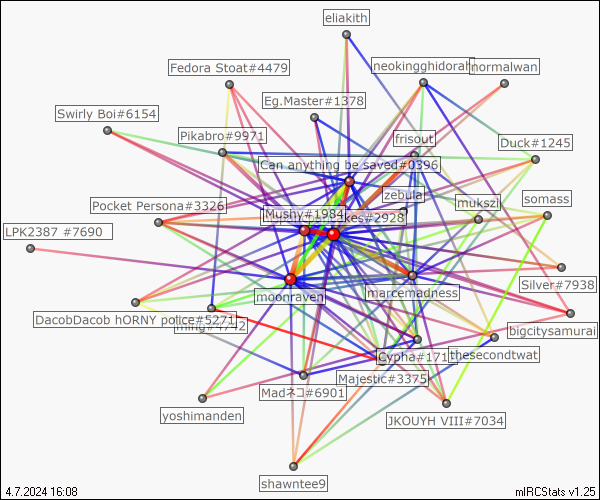 eliakith
Fedora Stoat#4479
neokingghidorah
normalwan
Eg.Master#1378
Swirly Boi#6154
Pikabro#9971
frisout
Duck#1245
Can anything be saved#0396
zebula
mukszi
somass
Pocket Persona#3326
Mushy#1984
kes#2928
LPK2387 #7690
Silver#7938
moonraven
marcemadness
DacobDacob hORNY police#5271
#7712
bigcitysamurai
Cypha#171
thesecondtwat
Majestic#3375
Madネコ#6901
yoshimanden
JKOUYH VIII#7034
shawntee9
4.7.2024 16:08
mIRCStats v1.25